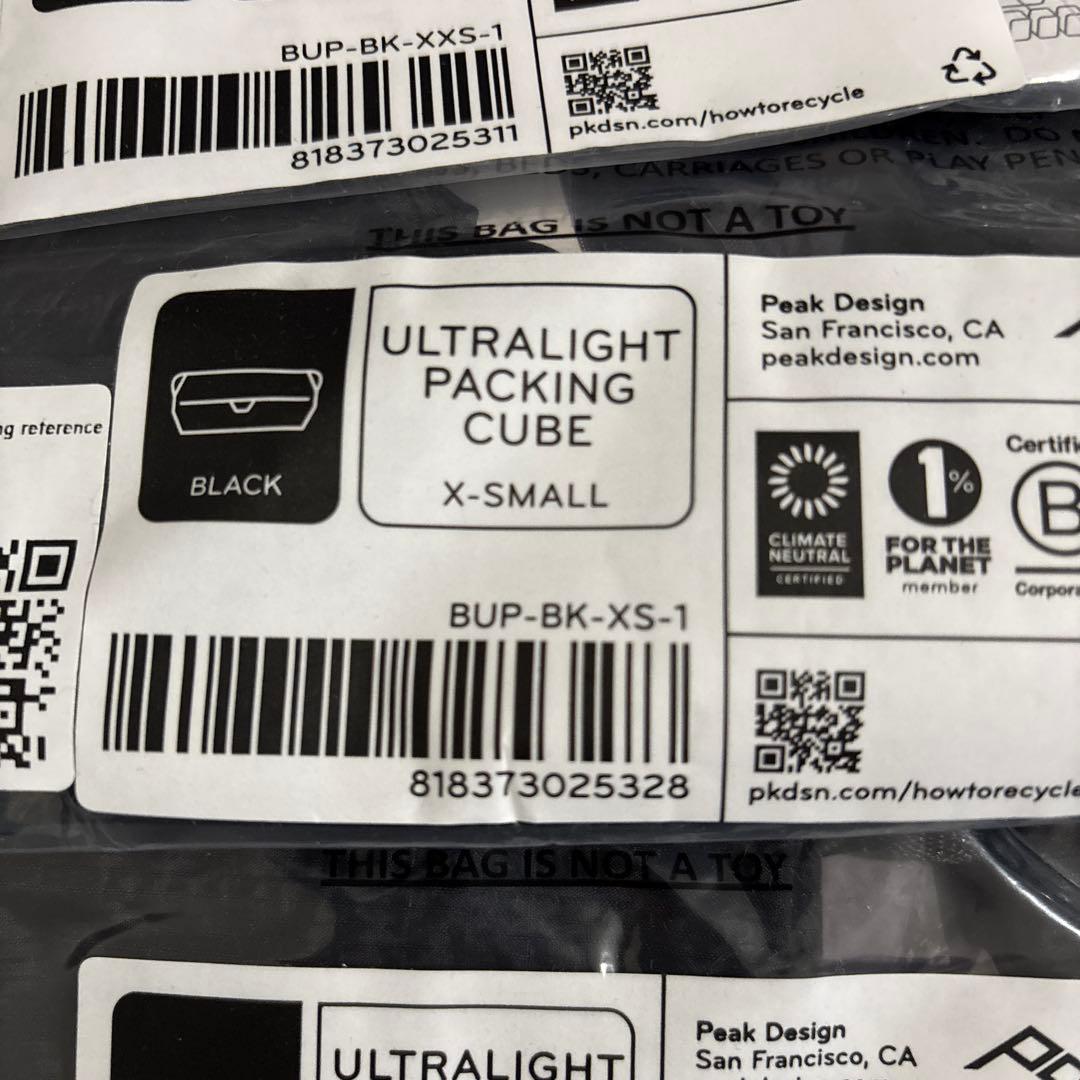 BUP-BK-XXS-1
818373025311
pkdsn.com/howtorecycle
DO
CARRIAGES OR PLAY PEN
THIS BAG IS NOT A TOY
BLACK
ULTRALIGHT
PACKING
CUBE
X-SMALL
Peak Design
San Francisco, CA
peakdesign.com
g reference
CLIMATE
NEUTRAL
CERTIFIED
1%
FOR THE
PLANET
member
Certifi
B
Corpora
BUP-BK-XS-1
818373025328
pkdsn.com/howtorecycle
THIS BAG IS NOT A TOY
ULTRALIGHT
Peak Design
San Francisco, CA